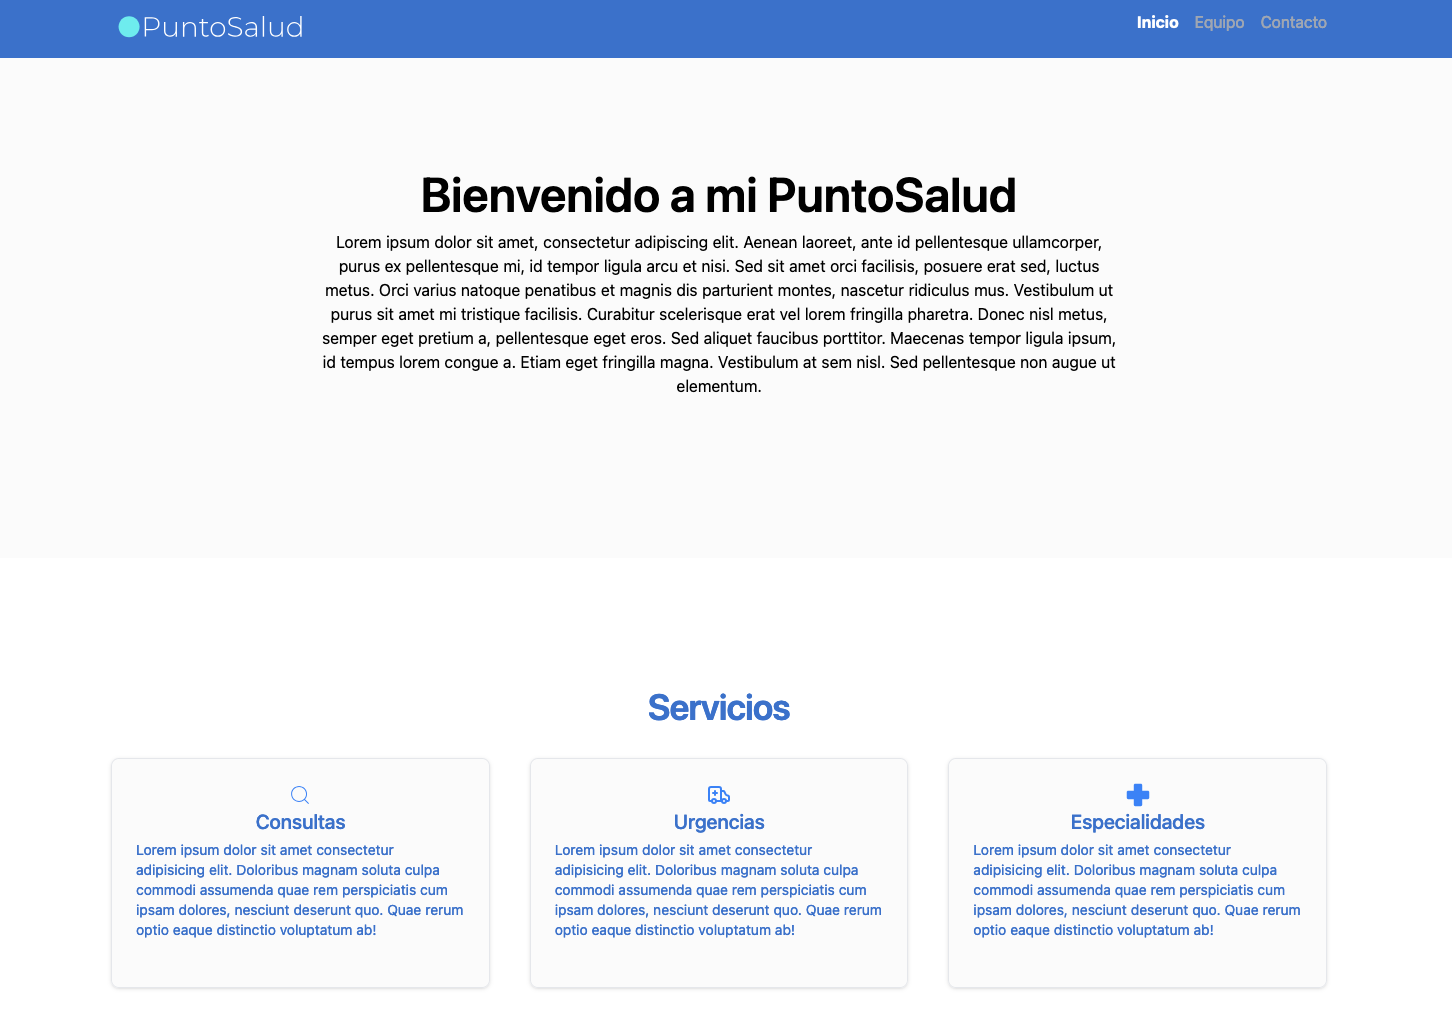 PuntoSalud
Inicio Equipo Contacto
Bienvenido a mi PuntoSalud
Lorem ipsum dolor sit amet, consectetur adipiscing elit. Aenean laoreet, ante id pellentesque ullamcorper,
purus ex pellentesque mi, id tempor ligula arcu et nisi. Sed sit amet orci facilisis, posuere erat sed, luctus
metus. Orci varius natoque penatibus et magnis dis parturient montes, nascetur ridiculus mus. Vestibulum ut
purus sit amet mi tristique facilisis. Curabitur scelerisque erat vel lorem fringilla pharetra. Donec nisl metus,
semper eget pretium a, pellentesque eget eros. Sed aliquet faucibus porttitor. Maecenas tempor ligula ipsum,
id tempus lorem congue a. Etiam eget fringilla magna. Vestibulum at sem nisl. Sed pellentesque non augue ut
elementum.
Servicios
Consultas
Lorem ipsum dolor sit amet consectetur
adipisicing elit. Doloribus magnam soluta culpa
commodi assumenda quae rem perspiciatis cum
ipsam dolores, nesciunt deserunt quo. Quae rerum
optio eaque distinctio voluptatum ab!
Urgencias
Lorem ipsum dolor sit amet consectetur
adipisicing elit. Doloribus magnam soluta culpa
commodi assumenda quae rem perspiciatis cum
ipsam dolores, nesciunt deserunt quo. Quae rerum
optio eaque distinctio voluptatum ab!
Especialidades
Lorem ipsum dolor sit amet consectetur
adipisicing elit. Doloribus magnam soluta culpa
commodi assumenda quae rem perspiciatis cum
ipsam dolores, nesciunt deserunt quo. Quae rerum
optio eaque distinctio voluptatum ab!